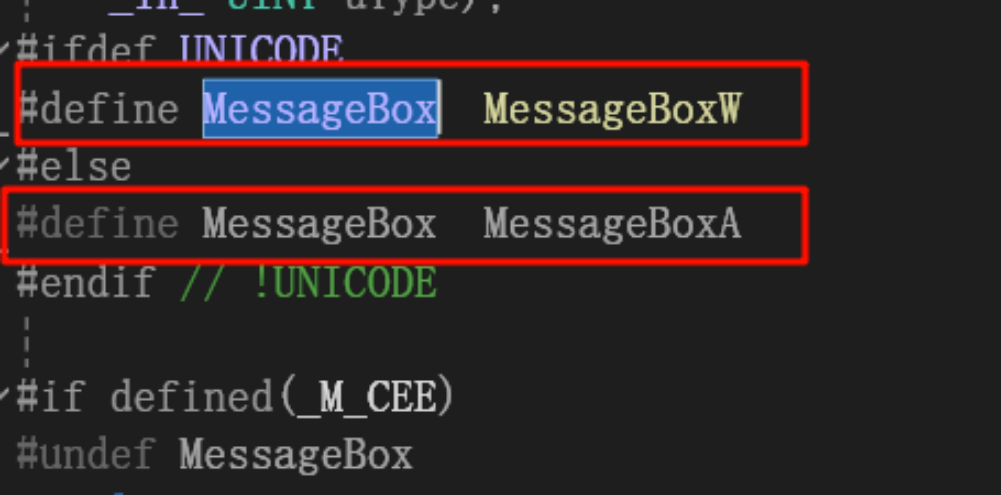 _In_ UINT uType);
#ifdef UNICODE
#define MessageBox  MessageBoxW
#else
#define MessageBox  MessageBoxA
#endif // !UNICODE
#if defined(_M_CEE)
#undef MessageBox